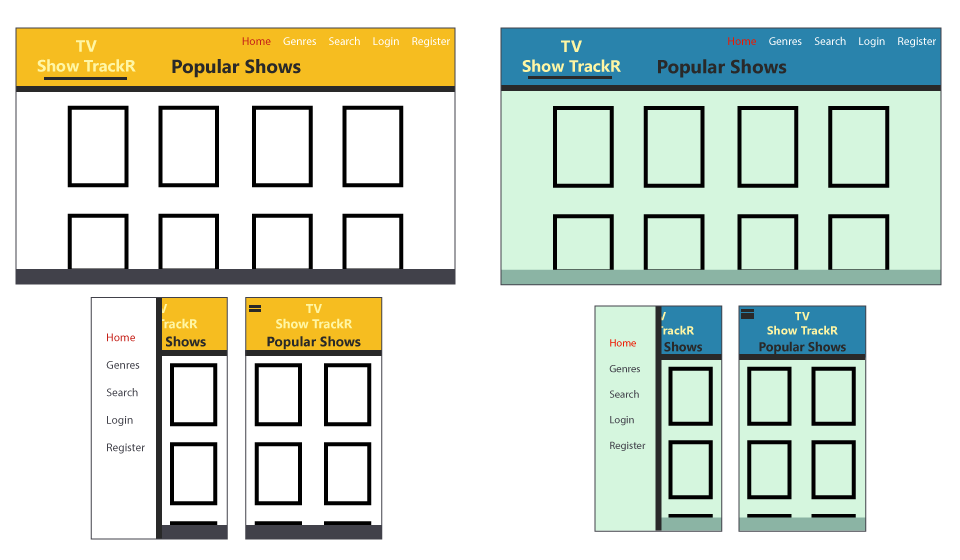 TV
Show TrackR
Home Genres Search Login Register
Popular Shows
TV
Show TrackR
Home Genres Search Login Register
Popular Shows
Home
Genres
Search
Login
Register
V
TrackR
Shows
TV
Show TrackR
Popular Shows
Home
Genres
Search
Login
Register
V
TrackR
Shows
TV
Show TrackR
Popular Shows